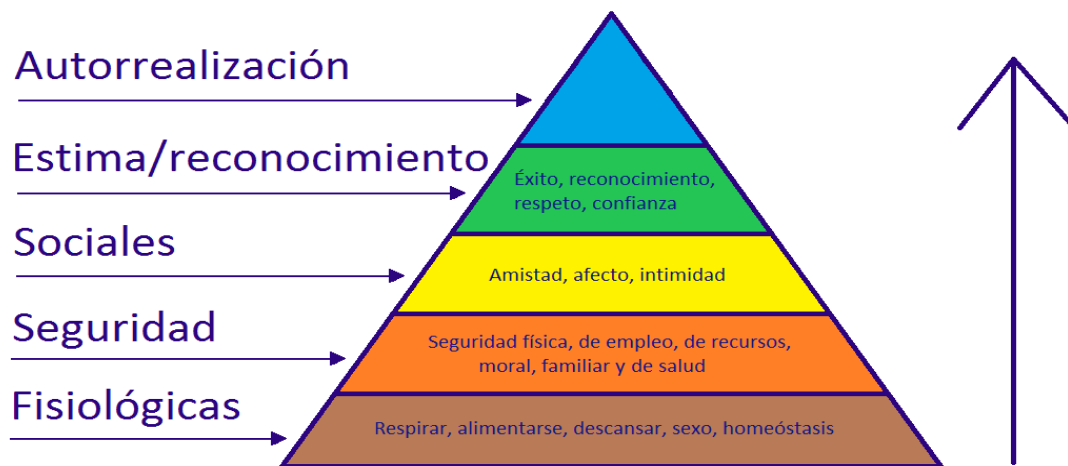 Autorrealización
Estima/reconocimiento
Éxito, reconocimiento,
respeto, confianza
Sociales
Amistad, afecto, intimidad
Seguridad
Seguridad física, de empleo, de recursos,
moral, familiar y de salud
Fisiológicas
Respirar, alimentarse, descansar, sexo, homeóstasis